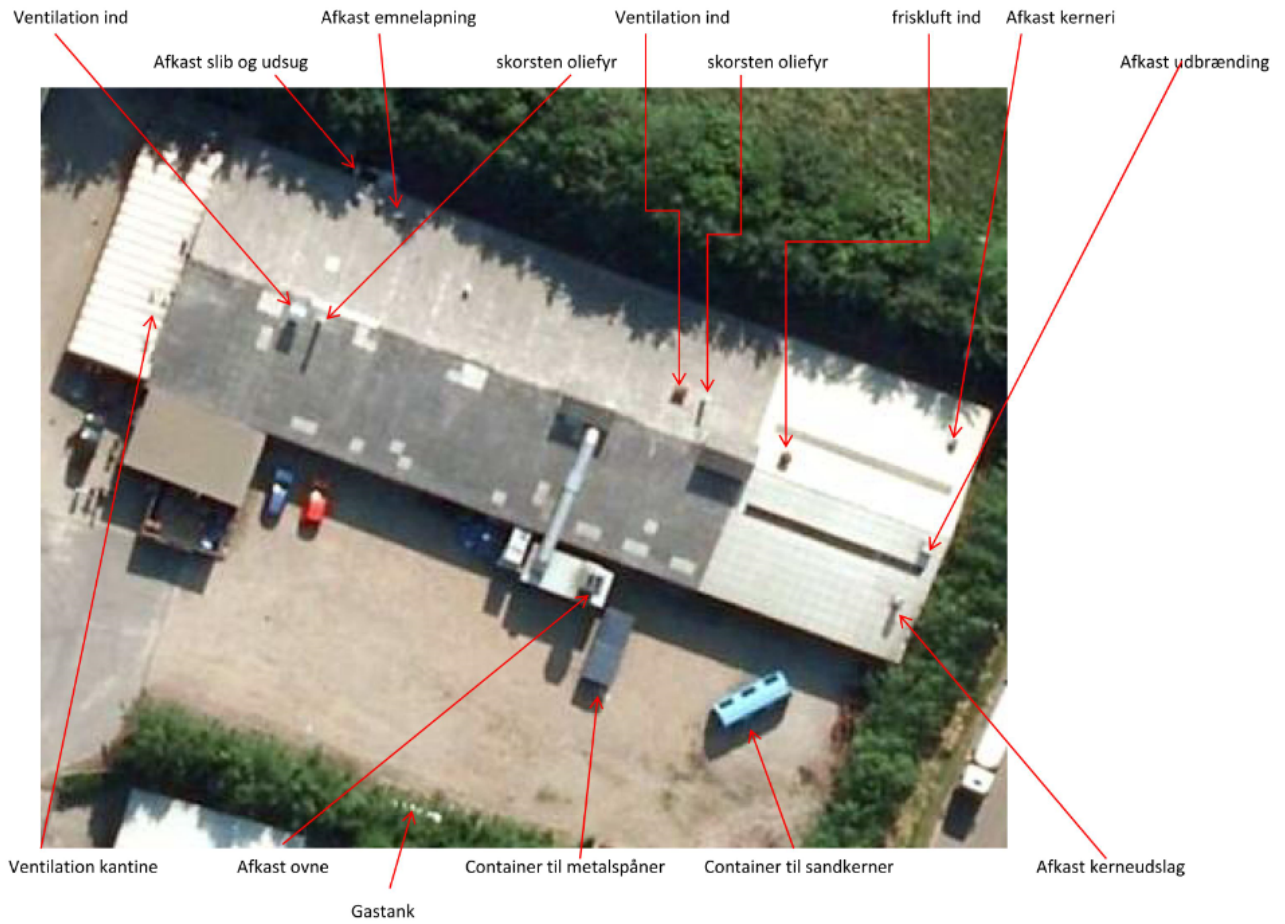 Ventilation ind
Afkast emnelapning
Ventilation ind
friskluft ind
Afkast kerneri
Afkast slib og udsug
skorsten oliefyr
skorsten oliefyr
Afkast udbrænding
Ventilation kantine
Afkast ovne
Container til metalspåner
Container til sandkerner
Afkast kerneudslag
Gastank